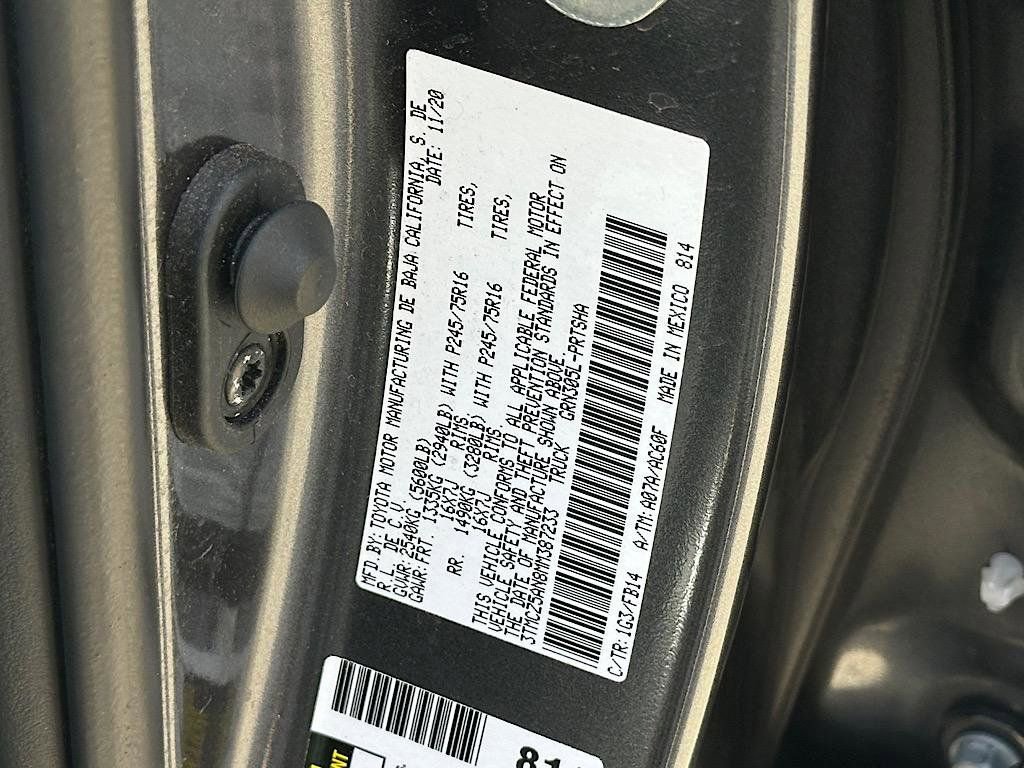 MFD.BY:TOYOTA MOTOR MANUFACTURING DE BAJA CALIFORNIA, S. DE
R.L. DE C.V. DATE: 11/20
GVWR:2540KG (5600LB)
GAWR:FRT. 1335KG (2940LB) WITH P245/75R16 TIRES,
16X7J RIMS,
RR. 1490KG (3280LB) WITH P245/75R16 TIRES,
16X7J RIMS.
THIS VEHICLE CONFORMS TO ALL APPLICABLE FEDERAL MOTOR
VEHICLE SAFETY AND THEFT PREVENTION STANDARDS IN EFFECT ON
THE DATE OF MANUFACTURE SHOWN ABOVE.
3TMCZ5AN8MM387233 TRUCK GRN305L-PRTSHA
C/TR:1G3/FB14 A/TM:A07A/AC60F MADE IN MEXICO 814